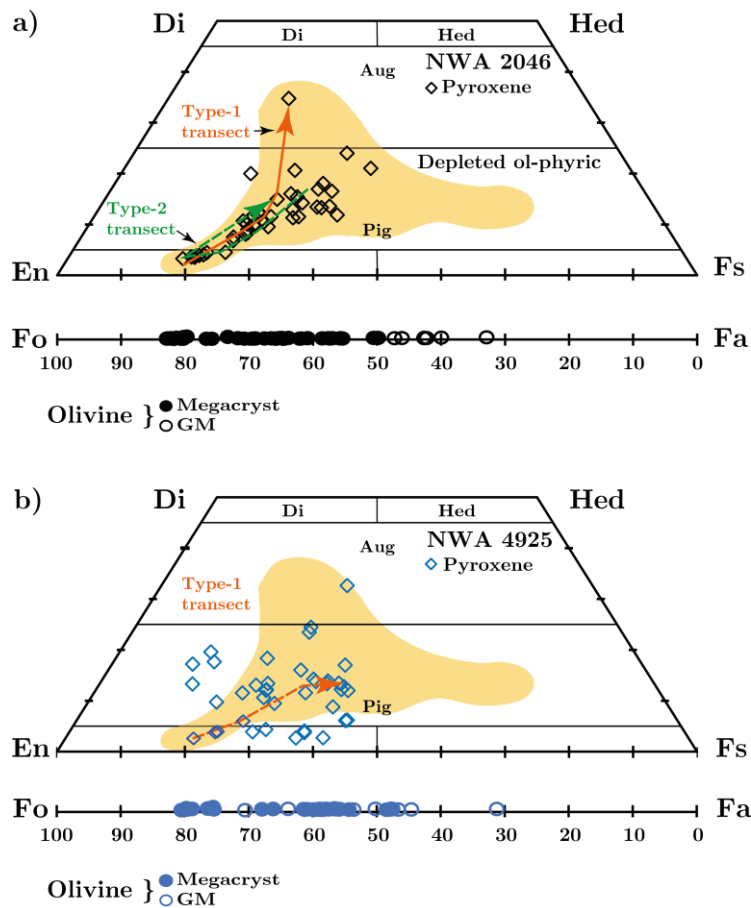 a)
Di
Hed
Di
Hed
NWA 2046
Pyroxene
Aug
Type-1
transect
Depleted ol-phyric
Type-2
transect
Pig
En
Fs
Fo
Fa
100 90 80 70 60 50 40 30 20 10 0
Olivine } Megacryst
GM
b)
Di
Hed
Di
Hed
NWA 4925
Pyroxene
Aug
Type-1
transect
Pig
En
Fs
Fo
Fa
100 90 80 70 60 50 40 30 20 10 0
Olivine } Megacryst
GM